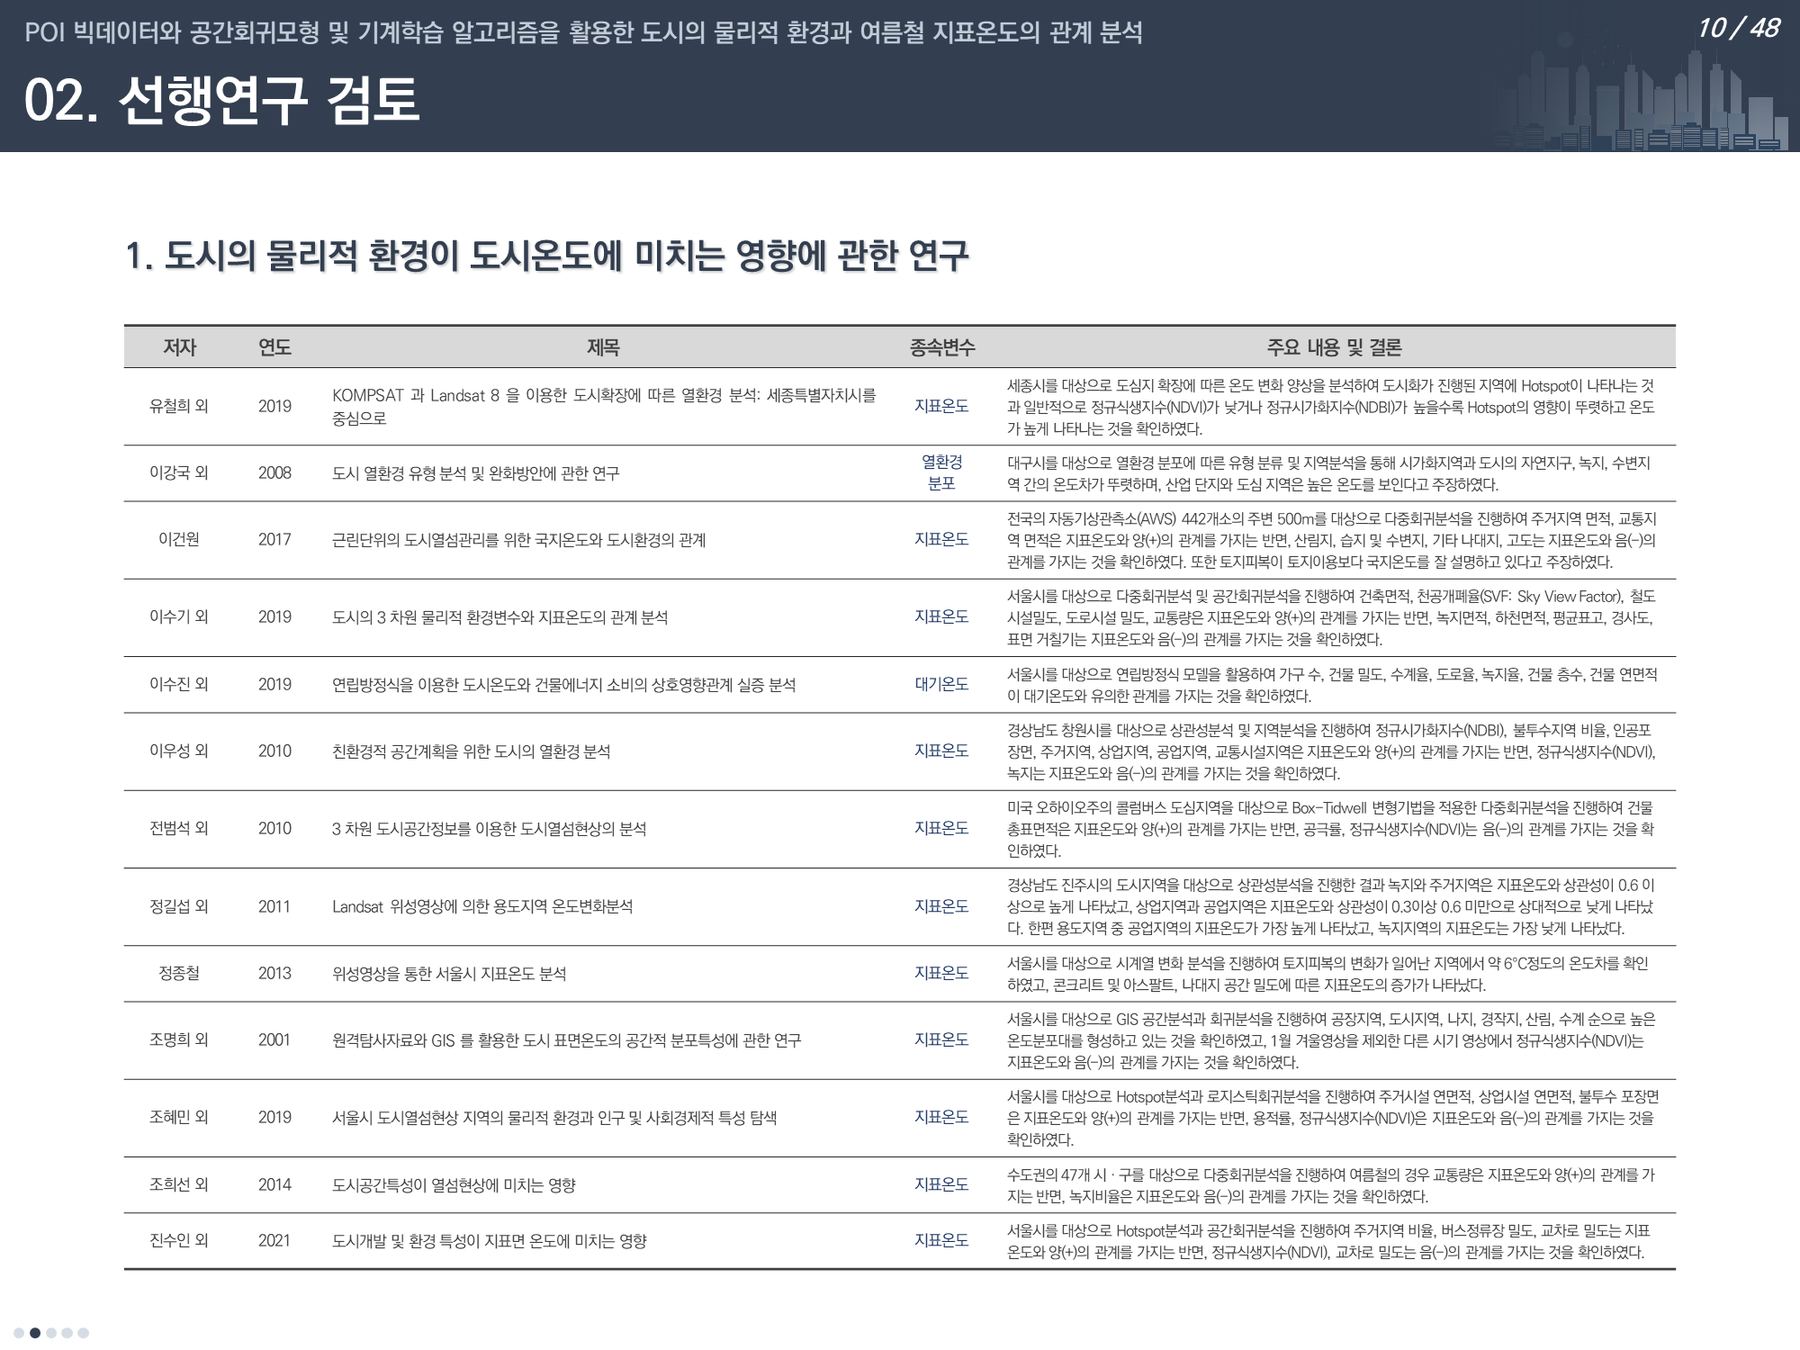 POI 빅데이터와 공간회귀모형 및 기계학습 알고리즘을 활용한 도시의 물리적 환경과 여름철 지표온도의 관계 분석
10 / 48
02. 선행연구 검토
1. 도시의 물리적 환경이 도시온도에 미치는 영향에 관한 연구
저자 연도 제목 종속변수 주요 내용 및 결론
유철희 외 2019 KOMPSAT 과 Landsat 8 을 이용한 도시확장에 따른 열환경 분석: 세종특별자치시를
중심으로
지표온도
세종시를 대상으로 도심지 확장에 따른 온도 변화 양상을 분석하여 도시화가 진행된 지역에 Hotspot이 나타나는 것
과 일반적으로 정규식생지수(NDVI)가 낮거나 정규시가화지수(NDBI)가 높을수록 Hotspot의 영향이 뚜렷하고 온도
가 높게 나타나는 것을 확인하였다.
이강국 외 2008 도시 열환경 유형 분석 및 완화방안에 관한 연구
열환경
분포
대구시를 대상으로 열환경 분포에 따른 유형 분류 및 지역분석을 통해 시가화지역과 도시의 자연지구, 녹지, 수변지
역 간의 온도차가 뚜렷하며, 산업 단지와 도심 지역은 높은 온도를 보인다고 주장하였다.
이건원 2017 근린단위의 도시열섬관리를 위한 국지온도와 도시환경의 관계 지표온도
전국의 자동기상관측소(AWS) 442개소의 주변 500m를 대상으로 다중회귀분석을 진행하여 주거지역 면적, 교통지
역 면적은 지표온도와 양(+)의 관계를 가지는 반면, 산림지, 습지 및 수변지, 기타 나대지, 고도는 지표온도와 음(-)의
관계를 가지는 것을 확인하였다. 또한 토지피복이 토지이용보다 국지온도를 잘 설명하고 있다고 주장하였다.
이수기 외 2019 도시의 3 차원 물리적 환경변수와 지표온도의 관계 분석 지표온도
서울시를 대상으로 다중회귀분석 및 공간회귀분석을 진행하여 건축면적, 천공개폐율(SVF: Sky View Factor), 철도
시설밀도, 도로시설 밀도, 교통량은 지표온도와 양(+)의 관계를 가지는 반면, 녹지면적, 하천면적, 평균표고, 경사도,
표면 거칠기는 지표온도와 음(-)의 관계를 가지는 것을 확인하였다.
이수진 외 2019 연립방정식을 이용한 도시온도와 건물에너지 소비의 상호영향관계 실증 분석 대기온도
서울시를 대상으로 연립방정식 모델을 활용하여 가구 수, 건물 밀도, 수계율, 도로율, 녹지율, 건물 층수, 건물 연면적
이 대기온도와 유의한 관계를 가지는 것을 확인하였다.
이우성 외 2010 친환경적 공간계획을 위한 도시의 열환경 분석 지표온도
경상남도 창원시를 대상으로 상관성분석 및 지역분석을 진행하여 정규시가화지수(NDBI), 불투수지역 비율, 인공포
장면, 주거지역, 상업지역, 공업지역, 교통시설지역은 지표온도와 양(+)의 관계를 가지는 반면, 정규식생지수(NDVI),
녹지는 지표온도와 음(-)의 관계를 가지는 것을 확인하였다.
전범석 외 2010 3 차원 도시공간정보를 이용한 도시열섬현상의 분석 지표온도
미국 오하이오주의 콜럼버스 도심지역을 대상으로 Box-Tidwell 변형기법을 적용한 다중회귀분석을 진행하여 건물
총표면적은 지표온도와 양(+)의 관계를 가지는 반면, 공극률, 정규식생지수(NDVI)는 음(-)의 관계를 가지는 것을 확
인하였다.
정길섭 외 2011 Landsat 위성영상에 의한 용도지역 온도변화분석 지표온도
경상남도 진주시의 도시지역을 대상으로 상관성분석을 진행한 결과 녹지와 주거지역은 지표온도와 상관성이 0.6 이
상으로 높게 나타났고, 상업지역과 공업지역은 지표온도와 상관성이 0.3이상 0.6 미만으로 상대적으로 낮게 나타났
다. 한편 용도지역 중 공업지역의 지표온도가 가장 높게 나타났고, 녹지지역의 지표온도는 가장 낮게 나타났다.
정종철 2013 위성영상을 통한 서울시 지표온도 분석 지표온도
서울시를 대상으로 시계열 변화 분석을 진행하여 토지피복의 변화가 일어난 지역에서 약 6°C정도의 온도차를 확인
하였고, 콘크리트 및 아스팔트, 나대지 공간 밀도에 따른 지표온도의 증가가 나타났다.
조명희 외 2001 원격탐사자료와 GIS 를 활용한 도시 표면온도의 공간적 분포특성에 관한 연구 지표온도
서울시를 대상으로 GIS 공간분석과 회귀분석을 진행하여 공장지역, 도시지역, 나지, 경작지, 산림, 수계 순으로 높은
온도분포대를 형성하고 있는 것을 확인하였고, 1월 겨울영상을 제외한 다른 시기 영상에서 정규식생지수(NDVI)는
지표온도와 음(-)의 관계를 가지는 것을 확인하였다.
조혜민 외 2019 서울시 도시열섬현상 지역의 물리적 환경과 인구 및 사회경제적 특성 탐색 지표온도
서울시를 대상으로 Hotspot분석과 로지스틱회귀분석을 진행하여 주거시설 연면적, 상업시설 연면적, 불투수 포장면
은 지표온도와 양(+)의 관계를 가지는 반면, 용적률, 정규식생지수(NDVI)은 지표온도와 음(-)의 관계를 가지는 것을
확인하였다.
조희선 외 2014 도시공간특성이 열섬현상에 미치는 영향 지표온도
수도권의 47개 시·구를 대상으로 다중회귀분석을 진행하여 여름철의 경우 교통량은 지표온도와 양(+)의 관계를 가
지는 반면, 녹지비율은 지표온도와 음(-)의 관계를 가지는 것을 확인하였다.
진수인 외 2021 도시개발 및 환경 특성이 지표면 온도에 미치는 영향 지표온도
서울시를 대상으로 Hotspot분석과 공간회귀분석을 진행하여 주거지역 비율, 버스정류장 밀도, 교차로 밀도는 지표
온도와 양(+)의 관계를 가지는 반면, 정규식생지수(NDVI), 교차로 밀도는 음(-)의 관계를 가지는 것을 확인하였다.